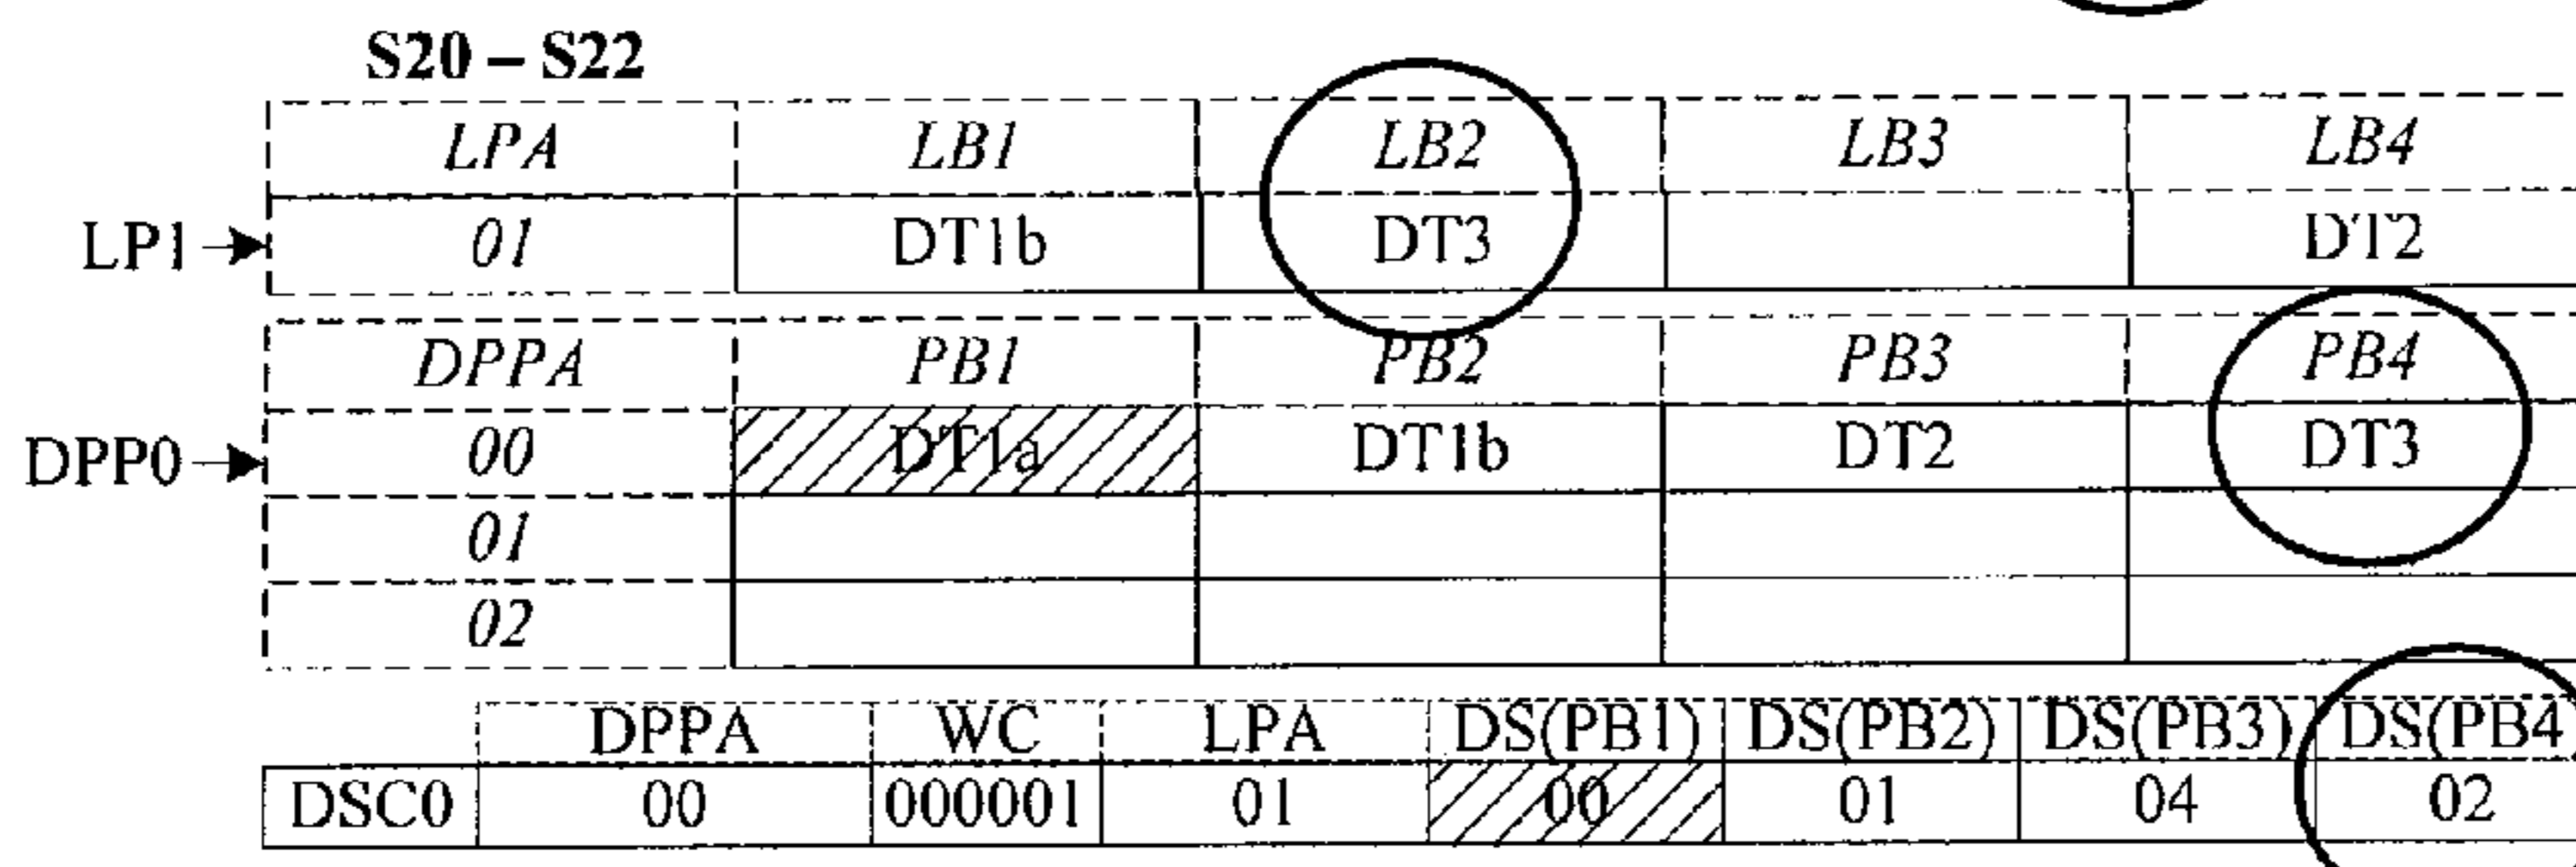 S20 – S22
LPA LB1 LB2 LB3 LB4
LP1 01 DT1b DT3 DT2
DPPA PB1 PB2 PB3 PB4
DPP0 00 DT1a DT1b DT2 DT3
01
02
DPPA WC LPA DS(PB1) DS(PB2) DS(PB3) DS(PB4
DSC0 00 000001 01 00 01 04 02